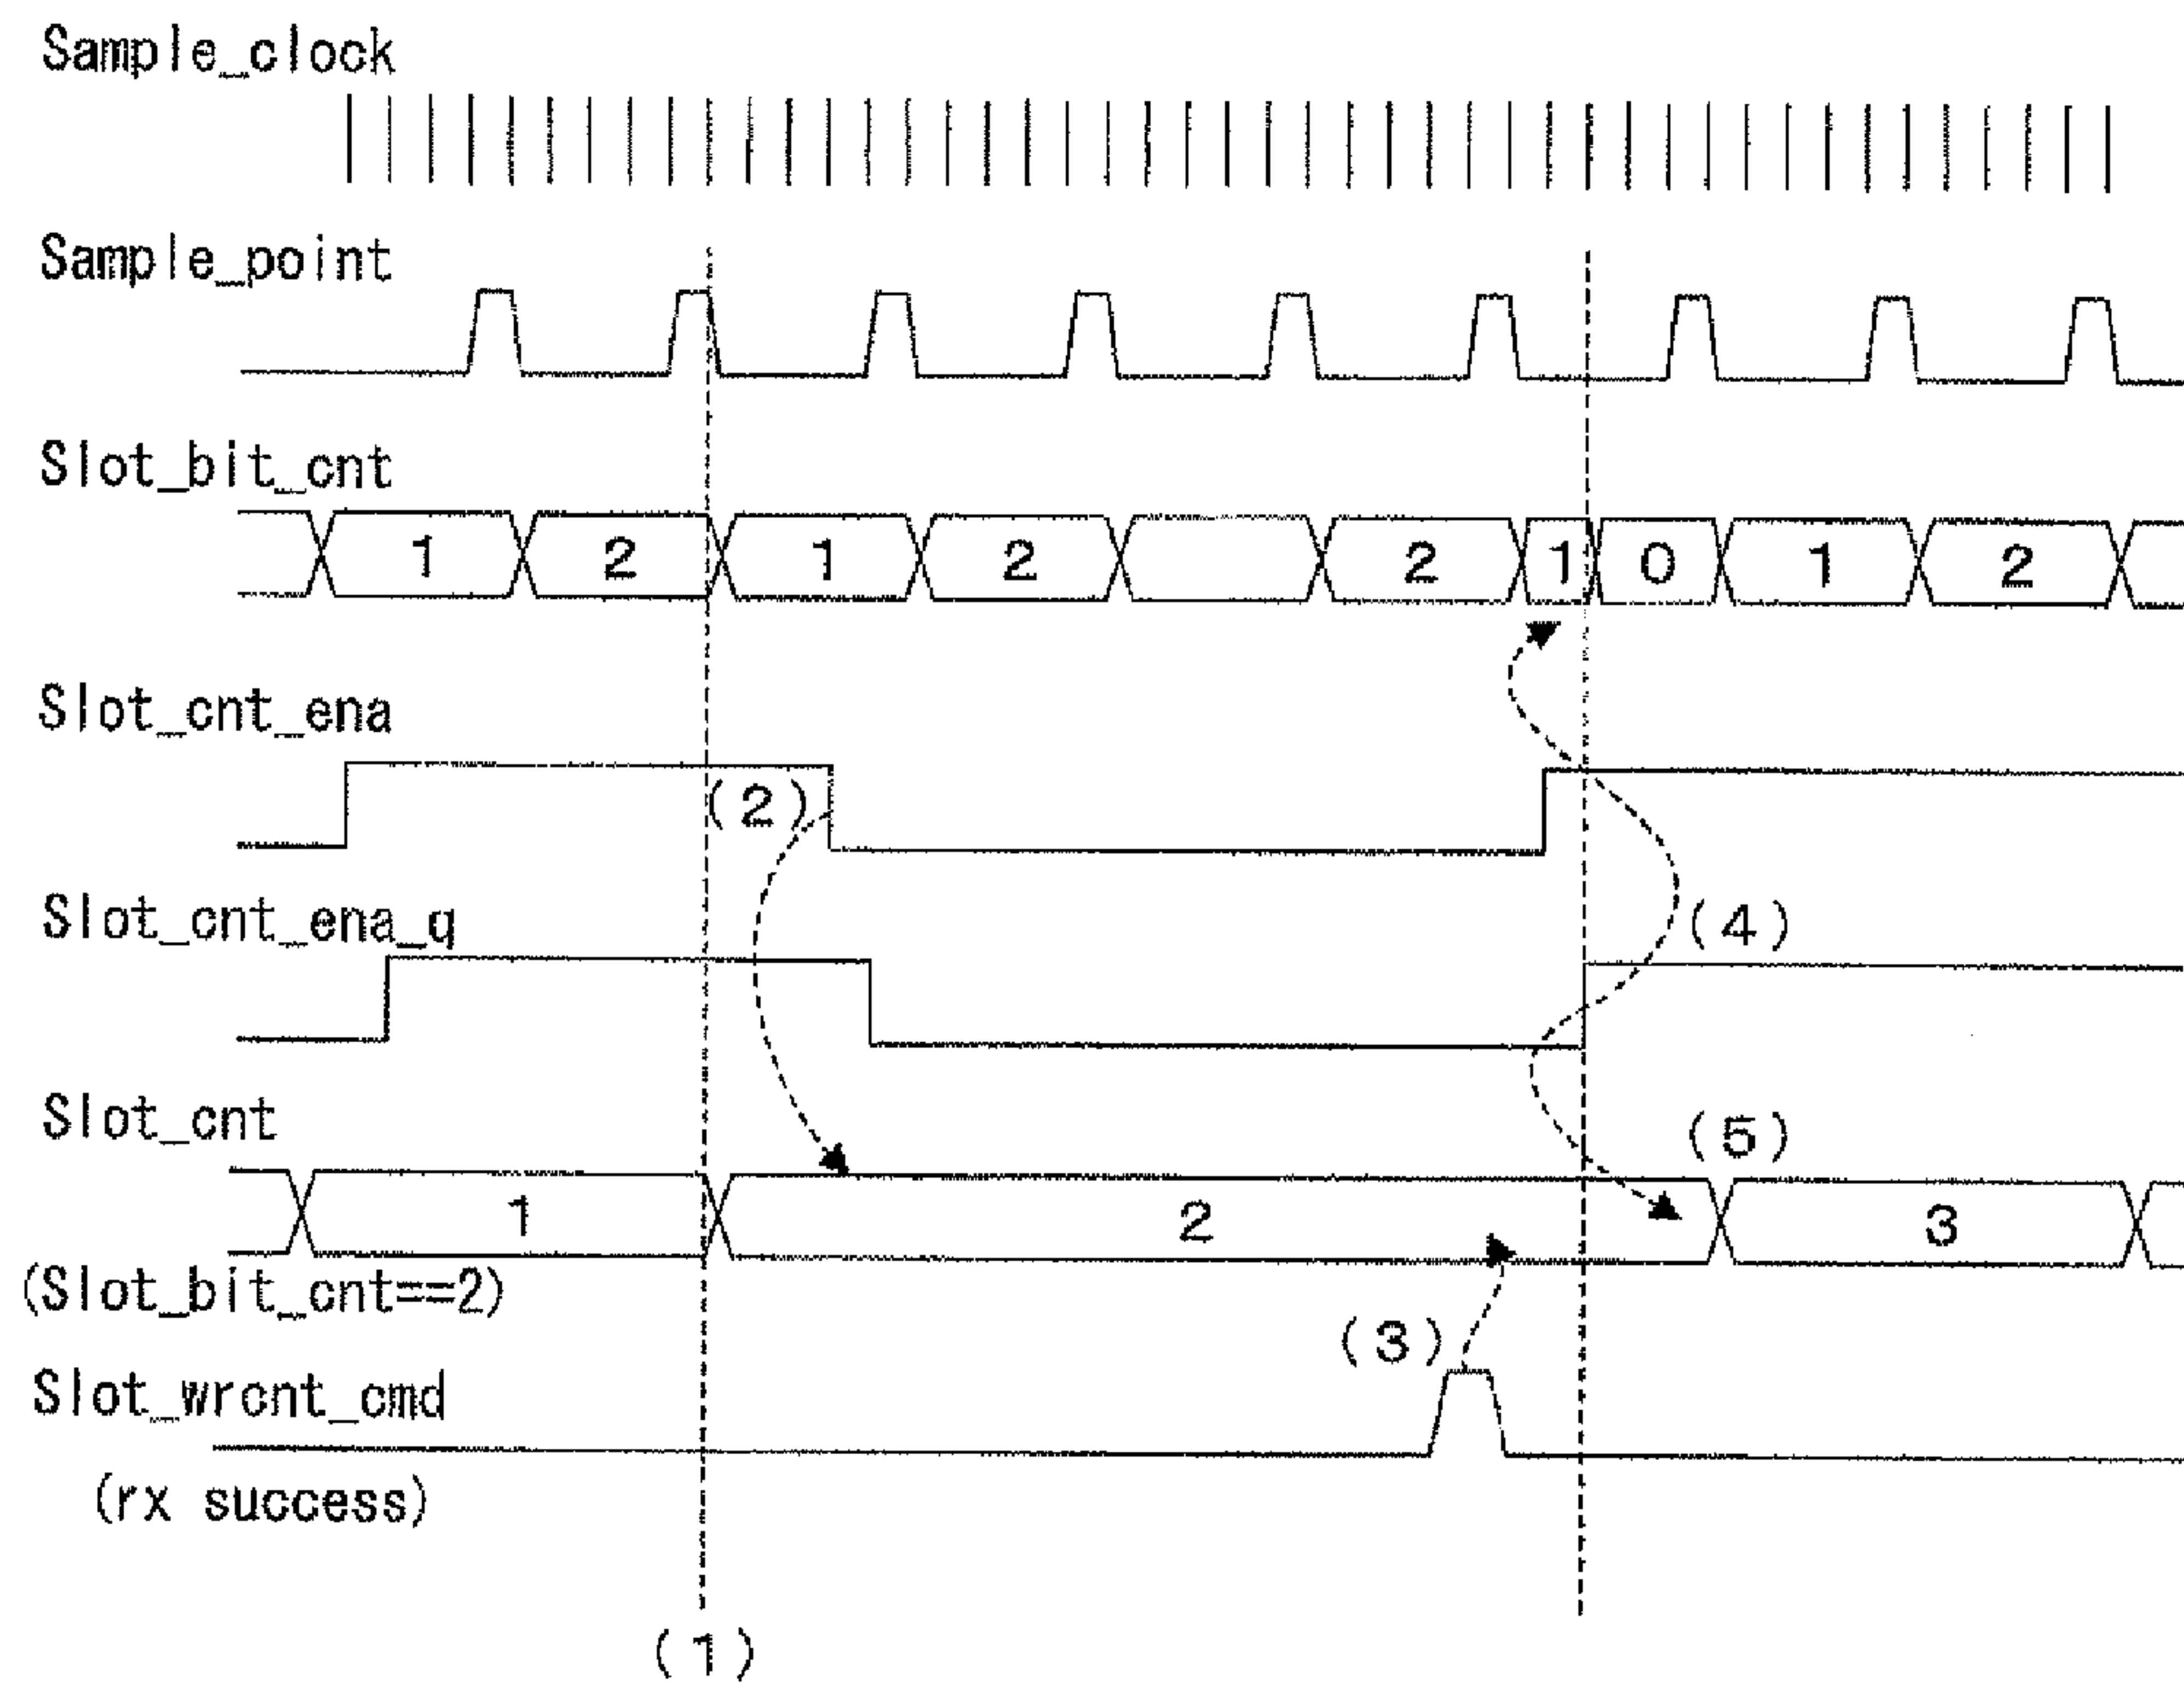 Sample_clock
Sample_point
Slot_bit_cnt
1 2 1 2 2 1 0 1 2
Slot_cnt_ena
(2)
Slot_cnt_ena_q
(4)
Slot_cnt
(5)
1 2 3
(Slot_bit_cnt==2)
(3)
Slot_wrcnt_cmd
(rx success)
(1)